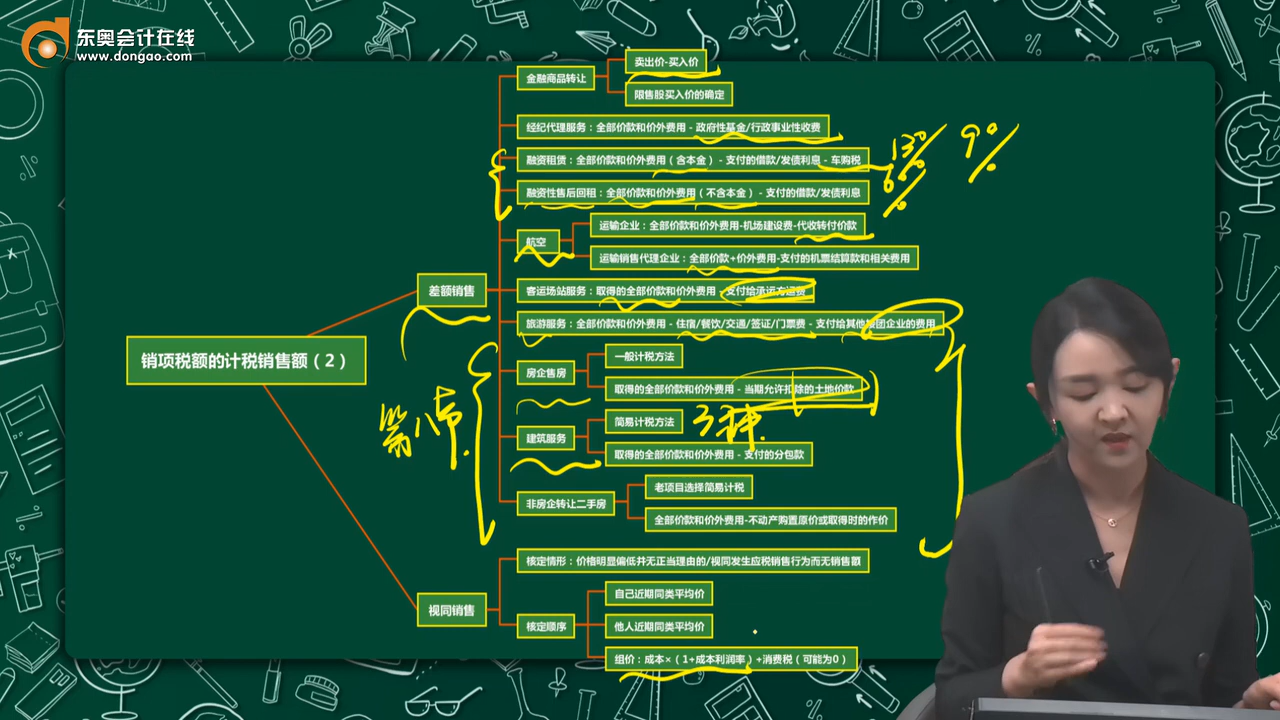 东奥会计在线
www.dongao.com
销项税额的计税销售额（2）
差额销售
金融商品转让
卖出价-买入价
限售股买入价的确定
经纪代理服务：全部价款和价外费用 - 政府性基金/行政事业性收费
融资租赁：全部价款和价外费用（含本金） - 支付的借款/发债利息 - 车购税
13%
9%
6%
融资性售后回租：全部价款和价外费用（不含本金） - 支付的借款/发债利息
航空
运输企业：全部价款和价外费用-机场建设费-代收转付价款
运输销售代理企业：全部价款+价外费用-支付的机票结算款和相关费用
客运场站服务：取得的全部价款和价外费用 - 支付给承运方运费
旅游服务：全部价款和价外费用 - 住宿/餐饮/交通/签证/门票费 - 支付给其他接团企业的费用
第八节.
房企售房
一般计税方法
取得的全部价款和价外费用 - 当期允许扣除的土地价款
建筑服务
简易计税方法
3种.
取得的全部价款和价外费用 - 支付的分包款
非房企转让二手房
老项目选择简易计税
全部价款和价外费用-不动产购置原价或取得时的作价
视同销售
核定情形：价格明显偏低并无正当理由的/视同发生应税销售行为而无销售额
核定顺序
自己近期同类平均价
他人近期同类平均价
组价：成本×（1+成本利润率）+消费税（可能为0）